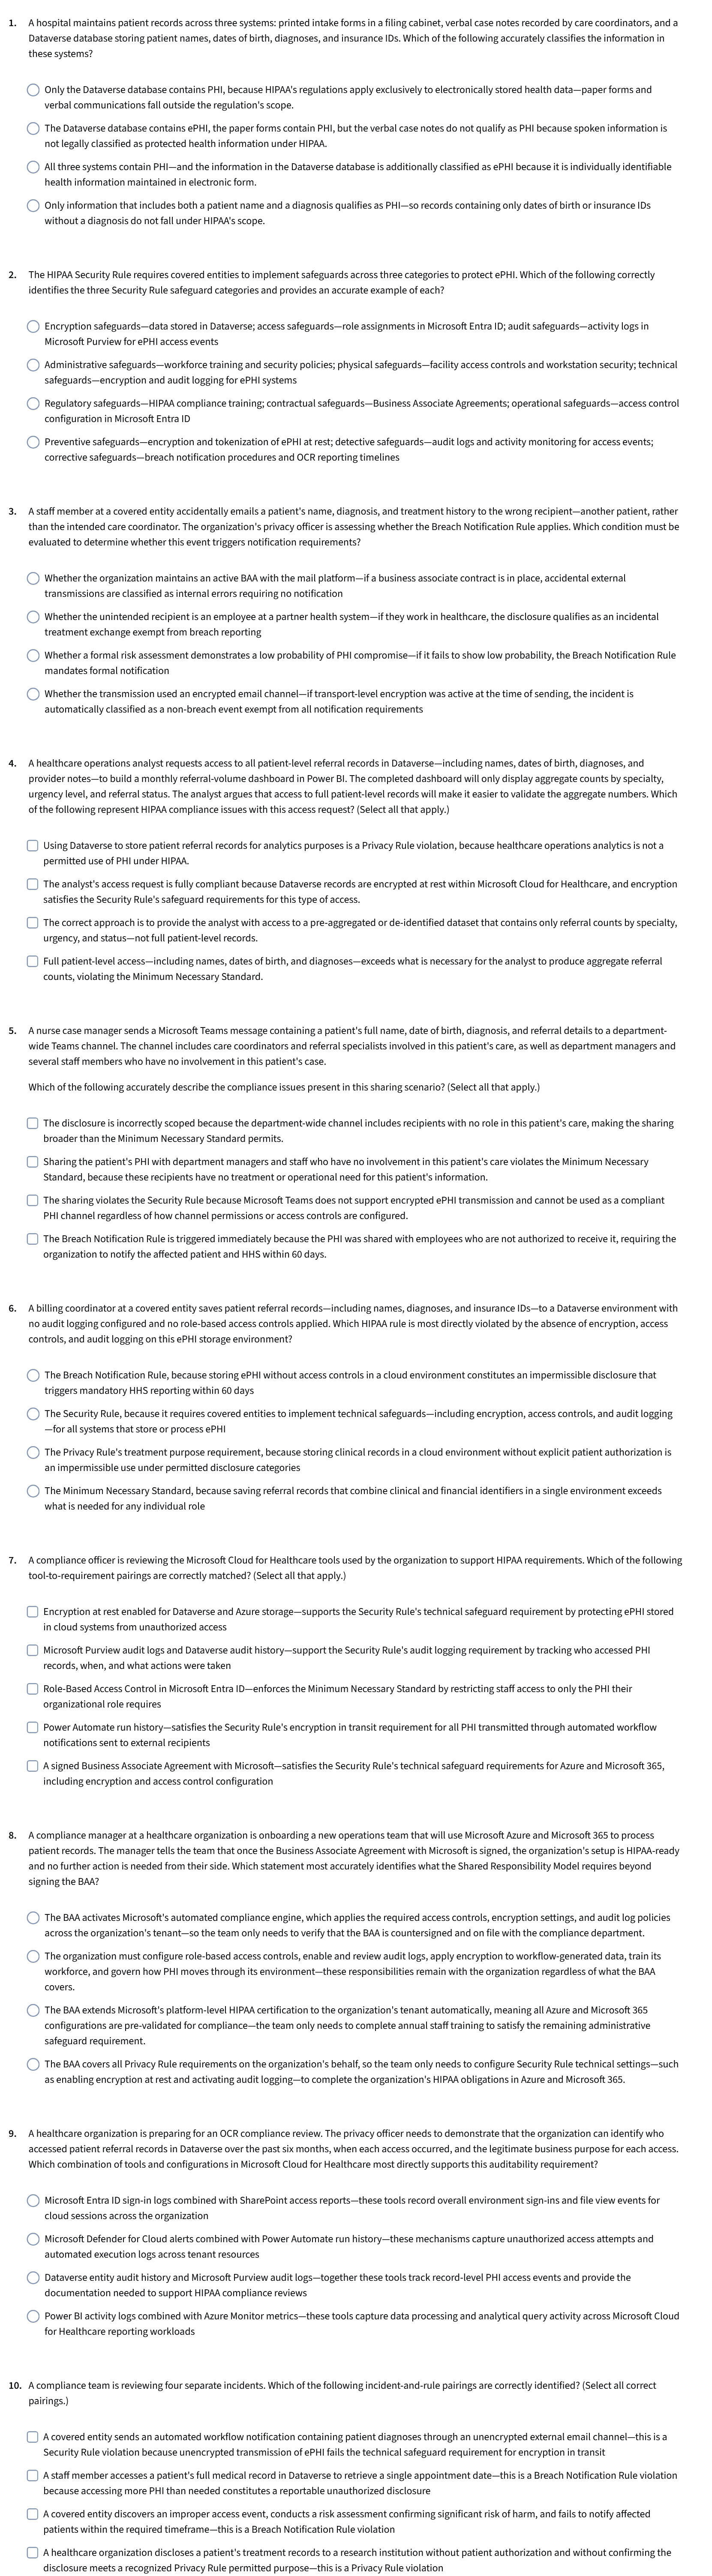 1. A hospital maintains patient records across three systems: printed intake forms in a filing cabinet, verbal case notes recorded by care coordinators, and a
Dataverse database storing patient names, dates of birth, diagnoses, and insurance IDs. Which of the following accurately classifies the information in
these systems?
Only the Dataverse database contains PHI, because HIPAA's regulations apply exclusively to electronically stored health data—paper forms and
verbal communications fall outside the regulation's scope.
The Dataverse database contains ePHI, the paper forms contain PHI, but the verbal case notes do not qualify as PHI because spoken information is
not legally classified as protected health information under HIPAA.
All three systems contain PHI—and the information in the Dataverse database is additionally classified as ePHI because it is individually identifiable
health information maintained in electronic form.
Only information that includes both a patient name and a diagnosis qualifies as PHI—so records containing only dates of birth or insurance IDs
without a diagnosis do not fall under HIPAA's scope.
2. The HIPAA Security Rule requires covered entities to implement safeguards across three categories to protect ePHI. Which of the following correctly
identifies the three Security Rule safeguard categories and provides an accurate example of each?
Encryption safeguards—data stored in Dataverse; access safeguards—role assignments in Microsoft Entra ID; audit safeguards—activity logs in
Microsoft Purview for ePHI access events
Administrative safeguards—workforce training and security policies; physical safeguards—facility access controls and workstation security; technical
safeguards—encryption and audit logging for ePHI systems
Regulatory safeguards—HIPAA compliance training; contractual safeguards—Business Associate Agreements; operational safeguards—access control
configuration in Microsoft Entra ID
Preventive safeguards—encryption and tokenization of ePHI at rest; detective safeguards—audit logs and activity monitoring for access events;
corrective safeguards—breach notification procedures and OCR reporting timelines
3. A staff member at a covered entity accidentally emails a patient's name, diagnosis, and treatment history to the wrong recipient—another patient, rather
than the intended care coordinator. The organization's privacy officer is assessing whether the Breach Notification Rule applies. Which condition must be
evaluated to determine whether this event triggers notification requirements?
Whether the organization maintains an active BAA with the mail platform—if a business associate contract is in place, accidental external
transmissions are classified as internal errors requiring no notification
Whether the unintended recipient is an employee at a partner health system—if they work in healthcare, the disclosure qualifies as an incidental
treatment exchange exempt from breach reporting
Whether a formal risk assessment demonstrates a low probability of PHI compromise—if it fails to show low probability, the Breach Notification Rule
mandates formal notification
Whether the transmission used an encrypted email channel—if transport-level encryption was active at the time of sending, the incident is
automatically classified as a non-breach event exempt from all notification requirements
4. A healthcare operations analyst requests access to all patient-level referral records in Dataverse—including names, dates of birth, diagnoses, and
provider notes—to build a monthly referral-volume dashboard in Power BI. The completed dashboard will only display aggregate counts by specialty,
urgency level, and referral status. The analyst argues that access to full patient-level records will make it easier to validate the aggregate numbers. Which
of the following represent HIPAA compliance issues with this access request? (Select all that apply.)
Using Dataverse to store patient referral records for analytics purposes is a Privacy Rule violation, because healthcare operations analytics is not a
permitted use of PHI under HIPAA.
The analyst's access request is fully compliant because Dataverse records are encrypted at rest within Microsoft Cloud for Healthcare, and encryption
satisfies the Security Rule's safeguard requirements for this type of access.
The correct approach is to provide the analyst with access to a pre-aggregated or de-identified dataset that contains only referral counts by specialty,
urgency, and status—not full patient-level records.
Full patient-level access—including names, dates of birth, and diagnoses—exceeds what is necessary for the analyst to produce aggregate referral
counts, violating the Minimum Necessary Standard.
5. A nurse case manager sends a Microsoft Teams message containing a patient's full name, date of birth, diagnosis, and referral details to a department-
wide Teams channel. The channel includes care coordinators and referral specialists involved in this patient's care, as well as department managers and
several staff members who have no involvement in this patient's case.
Which of the following accurately describe the compliance issues present in this sharing scenario? (Select all that apply.)
The disclosure is incorrectly scoped because the department-wide channel includes recipients with no role in this patient's care, making the sharing
broader than the Minimum Necessary Standard permits.
Sharing the patient's PHI with department managers and staff who have no involvement in this patient's care violates the Minimum Necessary
Standard, because these recipients have no treatment or operational need for this patient's information.
The sharing violates the Security Rule because Microsoft Teams does not support encrypted ePHI transmission and cannot be used as a compliant
PHI channel regardless of how channel permissions or access controls are configured.
The Breach Notification Rule is triggered immediately because the PHI was shared with employees who are not authorized to receive it, requiring the
organization to notify the affected patient and HHS within 60 days.
6. A billing coordinator at a covered entity saves patient referral records—including names, diagnoses, and insurance IDs—to a Dataverse environment with
no audit logging configured and no role-based access controls applied. Which HIPAA rule is most directly violated by the absence of encryption, access
controls, and audit logging on this ePHI storage environment?
The Breach Notification Rule, because storing ePHI without access controls in a cloud environment constitutes an impermissible disclosure that
triggers mandatory HHS reporting within 60 days
The Security Rule, because it requires covered entities to implement technical safeguards—including encryption, access controls, and audit logging
—for all systems that store or process ePHI
The Privacy Rule's treatment purpose requirement, because storing clinical records in a cloud environment without explicit patient authorization is
an impermissible use under permitted disclosure categories
The Minimum Necessary Standard, because saving referral records that combine clinical and financial identifiers in a single environment exceeds
what is needed for any individual role
7. A compliance officer is reviewing the Microsoft Cloud for Healthcare tools used by the organization to support HIPAA requirements. Which of the following
tool-to-requirement pairings are correctly matched? (Select all that apply.)
Encryption at rest enabled for Dataverse and Azure storage—supports the Security Rule's technical safeguard requirement by protecting ePHI stored
in cloud systems from unauthorized access
Microsoft Purview audit logs and Dataverse audit history—support the Security Rule's audit logging requirement by tracking who accessed PHI
records, when, and what actions were taken
Role-Based Access Control in Microsoft Entra ID—enforces the Minimum Necessary Standard by restricting staff access to only the PHI their
organizational role requires
Power Automate run history—satisfies the Security Rule's encryption in transit requirement for all PHI transmitted through automated workflow
notifications sent to external recipients
A signed Business Associate Agreement with Microsoft—satisfies the Security Rule's technical safeguard requirements for Azure and Microsoft 365,
including encryption and access control configuration
8. A compliance manager at a healthcare organization is onboarding a new operations team that will use Microsoft Azure and Microsoft 365 to process
patient records. The manager tells the team that once the Business Associate Agreement with Microsoft is signed, the organization's setup is HIPAA-ready
and no further action is needed from their side. Which statement most accurately identifies what the Shared Responsibility Model requires beyond
signing the BAA?
The BAA activates Microsoft's automated compliance engine, which applies the required access controls, encryption settings, and audit log policies
across the organization's tenant—so the team only needs to verify that the BAA is countersigned and on file with the compliance department.
The organization must configure role-based access controls, enable and review audit logs, apply encryption to workflow-generated data, train its
workforce, and govern how PHI moves through its environment—these responsibilities remain with the organization regardless of what the BAA
covers.
The BAA extends Microsoft's platform-level HIPAA certification to the organization's tenant automatically, meaning all Azure and Microsoft 365
configurations are pre-validated for compliance—the team only needs to complete annual staff training to satisfy the remaining administrative
safeguard requirement.
The BAA covers all Privacy Rule requirements on the organization's behalf, so the team only needs to configure Security Rule technical settings—such
as enabling encryption at rest and activating audit logging—to complete the organization's HIPAA obligations in Azure and Microsoft 365.
9. A healthcare organization is preparing for an OCR compliance review. The privacy officer needs to demonstrate that the organization can identify who
accessed patient referral records in Dataverse over the past six months, when each access occurred, and the legitimate business purpose for each access.
Which combination of tools and configurations in Microsoft Cloud for Healthcare most directly supports this auditability requirement?
Microsoft Entra ID sign-in logs combined with SharePoint access reports—these tools record overall environment sign-ins and file view events for
cloud sessions across the organization
Microsoft Defender for Cloud alerts combined with Power Automate run history—these mechanisms capture unauthorized access attempts and
automated execution logs across tenant resources
Dataverse entity audit history and Microsoft Purview audit logs—together these tools track record-level PHI access events and provide the
documentation needed to support HIPAA compliance reviews
Power BI activity logs combined with Azure Monitor metrics—these tools capture data processing and analytical query activity across Microsoft Cloud
for Healthcare reporting workloads
10. A compliance team is reviewing four separate incidents. Which of the following incident-and-rule pairings are correctly identified? (Select all correct
pairings.)
A covered entity sends an automated workflow notification containing patient diagnoses through an unencrypted external email channel—this is a
Security Rule violation because unencrypted transmission of ePHI fails the technical safeguard requirement for encryption in transit
A staff member accesses a patient's full medical record in Dataverse to retrieve a single appointment date—this is a Breach Notification Rule violation
because accessing more PHI than needed constitutes a reportable unauthorized disclosure
A covered entity discovers an improper access event, conducts a risk assessment confirming significant risk of harm, and fails to notify affected
patients within the required timeframe—this is a Breach Notification Rule violation
A healthcare organization discloses a patient's treatment records to a research institution without patient authorization and without confirming the
disclosure meets a recognized Privacy Rule permitted purpose—this is a Privacy Rule violation